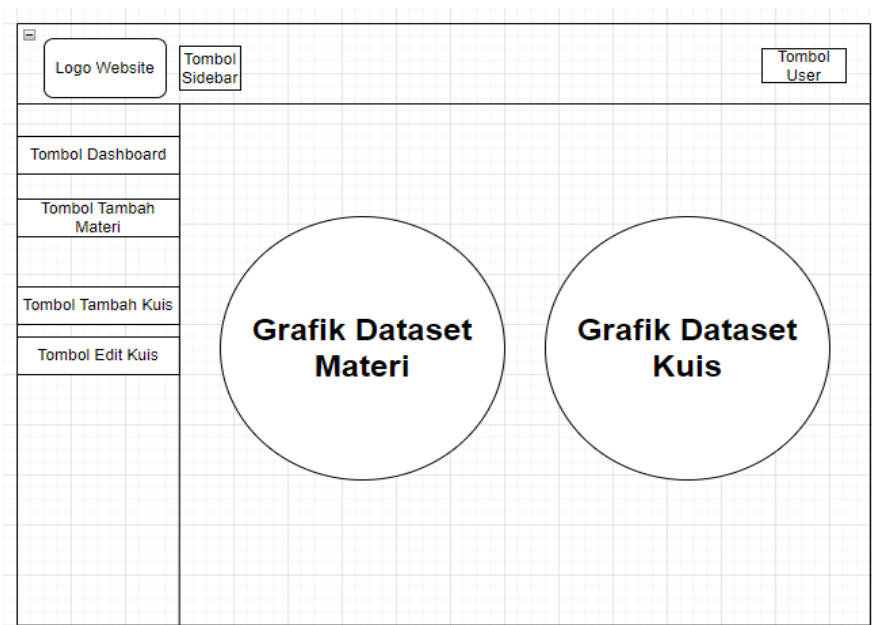 Logo Website
Tombol
Sidebar
Tombol
User
Tombol Dashboard
Tombol Tambah
Materi
Tombol Tambah Kuis
Tombol Edit Kuis
Grafik Dataset
Materi
Grafik Dataset
Kuis